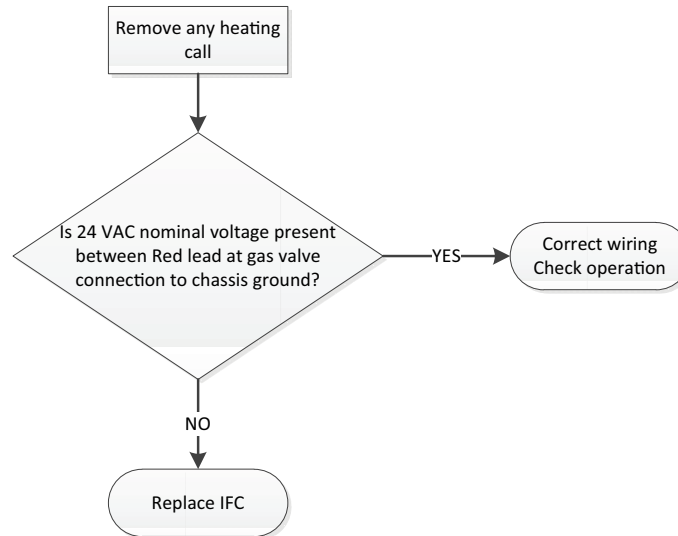 Remove any heating
call
Is 24 VAC nominal voltage present
between Red lead at gas valve
connection to chassis ground?
YES
Correct wiring
Check operation
NO
Replace IFC